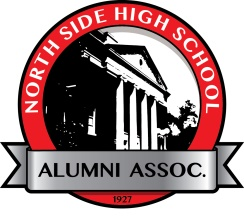 NORTH SIDE HIGH SCHOOL
ALUMNI ASSOC.
1927